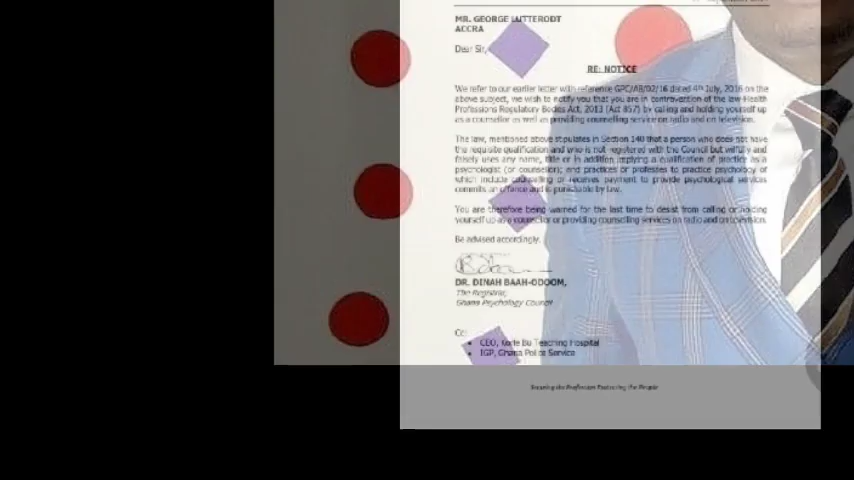 MR. GEORGE LUTTERODT
ACCRA
Dear Sir,
RE: NOTICE
We refer to our earlier letter with reference GPC/AB/02/16 dated 4th July, 2016 on the
above subject, we wish to notify you that you are in contravention of the law Health
Professions Regulatory Bodies Act, 2013 (Act 857) by calling and holding yourself up
as a counsellor as well as providing counselling service on radio and on television.
The law, mentioned above stipulates in Section 140 that a person who does not have
the requisite qualification and who is not registered with the Council but wilfully and
falsely uses any name, title or in addition implying a qualification of practice as a
psychologist (or counselor); and practices or professes to practice psychology of
which include counselling or receives payment to provide psychological services
commits an offence and is punishable by law.
You are therefore being warned for the last time to desist from calling or holding
yourself up as a counsellor or providing counselling services on radio and on television.
Be advised accordingly.
DR. DINAH BAAH-ODOOM,
The Registrar,
Ghana Psychology Council
Cc:
• CEO, Korle Bu Teaching Hospital
• IGP, Ghana Police Service
the Profession the People